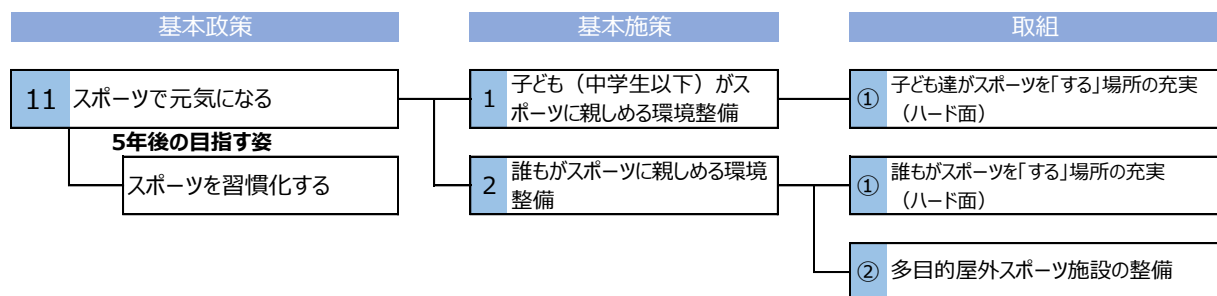 基本政策
基本施策
取組
11 スポーツで元気になる
5年後の目指す姿
スポーツを習慣化する
1 子ども（中学生以下）がス
ポーツに親しめる環境整備
① 子ども達がスポーツを「する」場所の充実
（ハード面）
2 誰もがスポーツに親しめる環境
整備
① 誰もがスポーツを「する」場所の充実
（ハード面）
② 多目的屋外スポーツ施設の整備